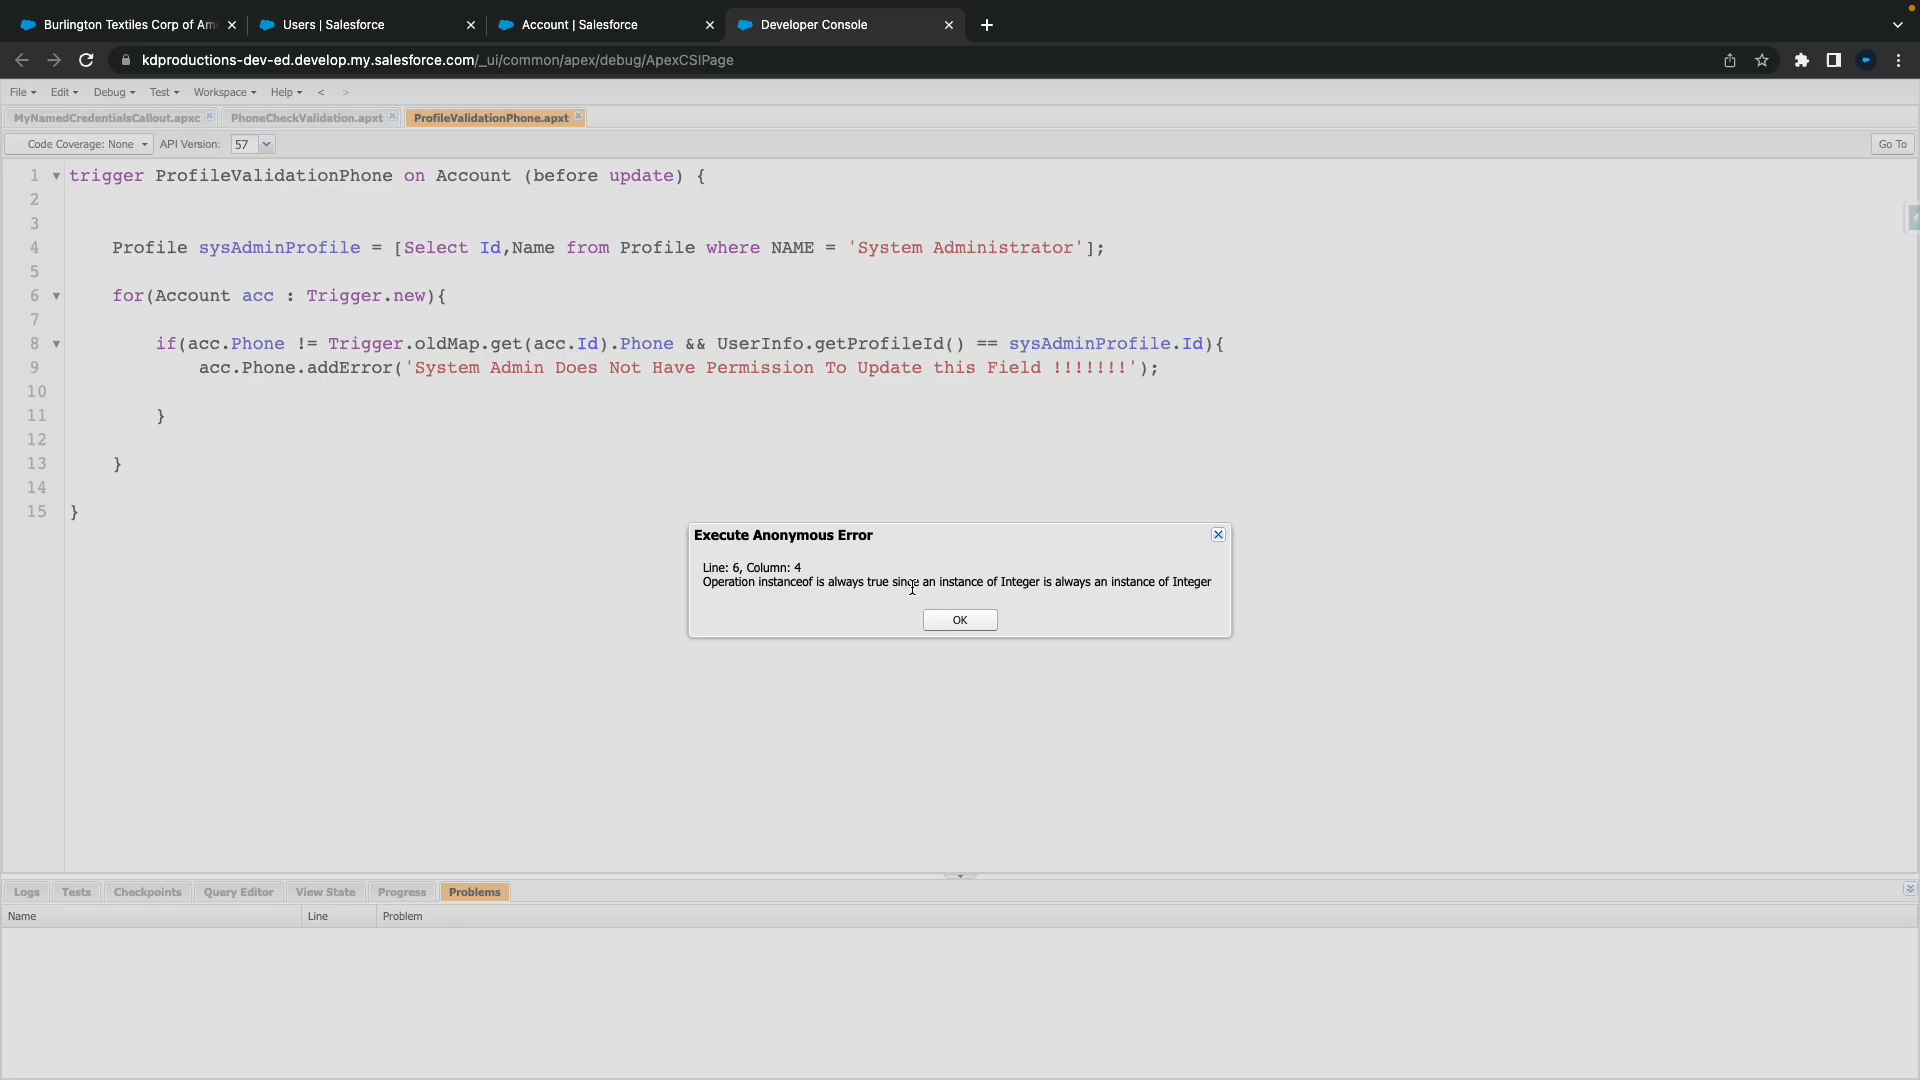 Burlington Textiles Corp of Am
Users | Salesforce
Account | Salesforce
Developer Console
kdproductions-dev-ed.develop.my.salesforce.com/_ui/common/apex/debug/ApexCSIPage
File Edit Debug Test Workspace Help < >
MyNamedCredentialsCallout.apxc PhoneCheckValidation.apxt ProfileValidationPhone.apxt
Code Coverage: None API Version: 57 Go To
1 trigger ProfileValidationPhone on Account (before update) {
2
3
4 Profile sysAdminProfile = [Select Id,Name from Profile where NAME = 'System Administrator'];
5
6 for(Account acc : Trigger.new){
7
8 if(acc.Phone != Trigger.oldMap.get(acc.Id).Phone && UserInfo.getProfileId() == sysAdminProfile.Id){
9 acc.Phone.addError('System Admin Does Not Have Permission To Update this Field !!!!!!!');
10
11 }
12
13 }
14
15 }
Execute Anonymous Error
Line: 6, Column: 4
Operation instanceof is always true since an instance of Integer is always an instance of Integer
OK
Logs Tests Checkpoints Query Editor View State Progress Problems
Name Line Problem